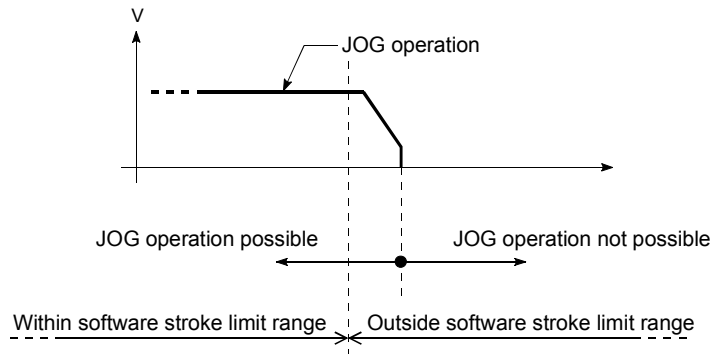 V
JOG operation
JOG operation possible
JOG operation not possible
Within software stroke limit range
Outside software stroke limit range